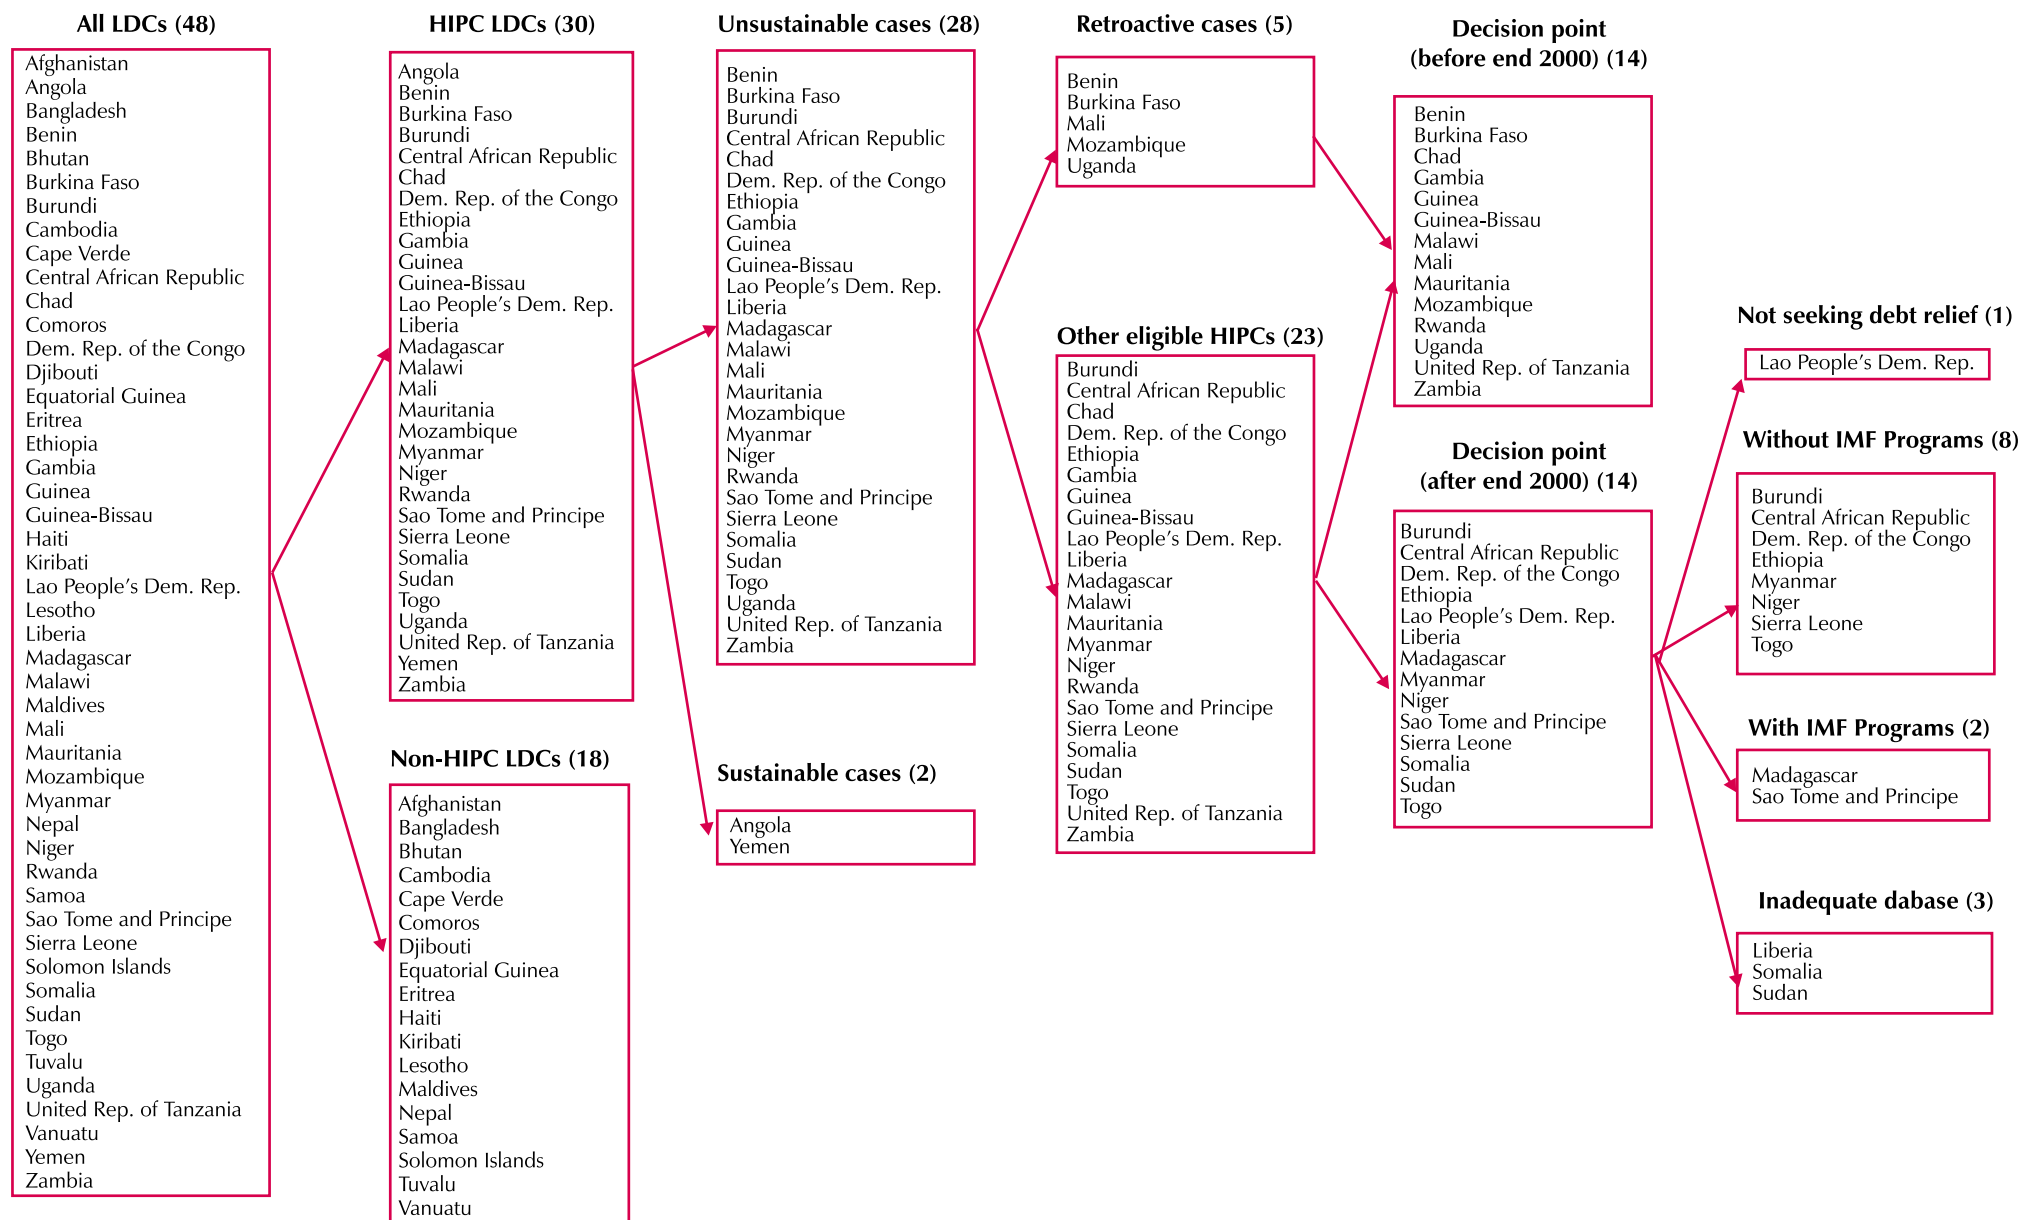 All LDCs (48)
Afghanistan
Angola
Bangladesh
Benin
Bhutan
Burkina Faso
Burundi
Cambodia
Cape Verde
Central African Republic
Chad
Comoros
Dem. Rep. of the Congo
Djibouti
Equatorial Guinea
Eritrea
Ethiopia
Gambia
Guinea
Guinea-Bissau
Haiti
Kiribati
Lao People’s Dem. Rep.
Lesotho
Liberia
Madagascar
Malawi
Maldives
Mali
Mauritania
Mozambique
Myanmar
Nepal
Niger
Rwanda
Samoa
Sao Tome and Principe
Sierra Leone
Solomon Islands
Somalia
Sudan
Togo
Tuvalu
Uganda
United Rep. of Tanzania
Vanuatu
Yemen
Zambia
HIPC LDCs (30)
Angola
Benin
Burkina Faso
Burundi
Central African Republic
Chad
Dem. Rep. of the Congo
Ethiopia
Gambia
Guinea
Guinea-Bissau
Lao People’s Dem. Rep.
Liberia
Madagascar
Malawi
Mali
Mauritania
Mozambique
Myanmar
Niger
Rwanda
Sao Tome and Principe
Sierra Leone
Somalia
Sudan
Togo
Uganda
United Rep. of Tanzania
Yemen
Zambia
Non-HIPC LDCs (18)
Afghanistan
Bangladesh
Bhutan
Cambodia
Cape Verde
Comoros
Djibouti
Equatorial Guinea
Eritrea
Haiti
Kiribati
Lesotho
Maldives
Nepal
Samoa
Solomon Islands
Tuvalu
Vanuatu
Unsustainable cases (28)
Benin
Burkina Faso
Burundi
Central African Republic
Chad
Dem. Rep. of the Congo
Ethiopia
Gambia
Guinea
Guinea-Bissau
Lao People’s Dem. Rep.
Liberia
Madagascar
Malawi
Mali
Mauritania
Mozambique
Myanmar
Niger
Rwanda
Sao Tome and Principe
Sierra Leone
Somalia
Sudan
Togo
Uganda
United Rep. of Tanzania
Zambia
Sustainable cases (2)
Angola
Yemen
Retroactive cases (5)
Benin
Burkina Faso
Mali
Mozambique
Uganda
Other eligible HIPCs (23)
Burundi
Central African Republic
Chad
Dem. Rep. of the Congo
Ethiopia
Gambia
Guinea
Guinea-Bissau
Lao People’s Dem. Rep.
Liberia
Madagascar
Malawi
Mauritania
Myanmar
Niger
Rwanda
Sao Tome and Principe
Sierra Leone
Somalia
Sudan
Togo
United Rep. of Tanzania
Zambia
Decision point
(before end 2000) (14)
Benin
Burkina Faso
Chad
Gambia
Guinea
Guinea-Bissau
Malawi
Mali
Mauritania
Mozambique
Rwanda
Uganda
United Rep. of Tanzania
Zambia
Decision point
(after end 2000) (14)
Burundi
Central African Republic
Dem. Rep. of the Congo
Ethiopia
Lao People’s Dem. Rep.
Liberia
Madagascar
Myanmar
Niger
Sao Tome and Principe
Sierra Leone
Somalia
Sudan
Togo
Not seeking debt relief (1)
Lao People’s Dem. Rep.
Without IMF Programs (8)
Burundi
Central African Republic
Dem. Rep. of the Congo
Ethiopia
Myanmar
Niger
Sierra Leone
Togo
With IMF Programs (2)
Madagascar
Sao Tome and Principe
Inadequate dabase (3)
Liberia
Somalia
Sudan